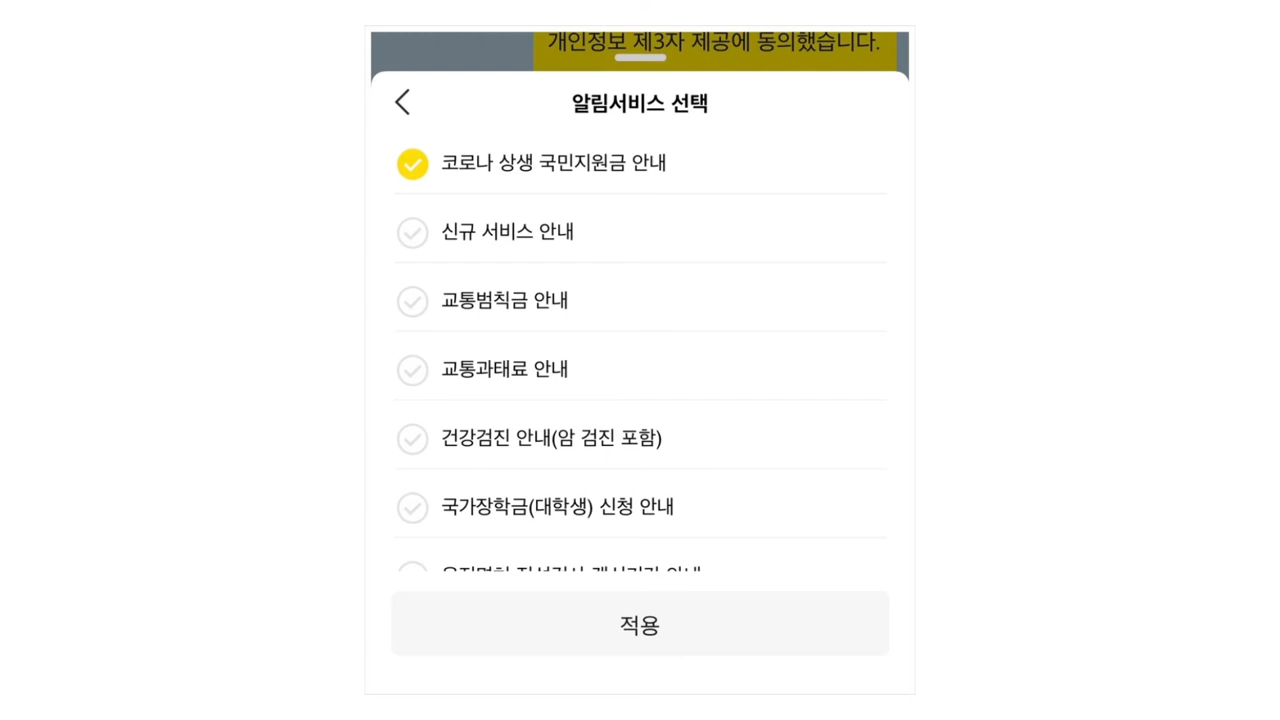 개인정보 제3자 제공에 동의했습니다.
알림서비스 선택
코로나 상생 국민지원금 안내
신규 서비스 안내
교통범칙금 안내
교통과태료 안내
건강검진 안내(암 검진 포함)
국가장학금(대학생) 신청 안내
적용